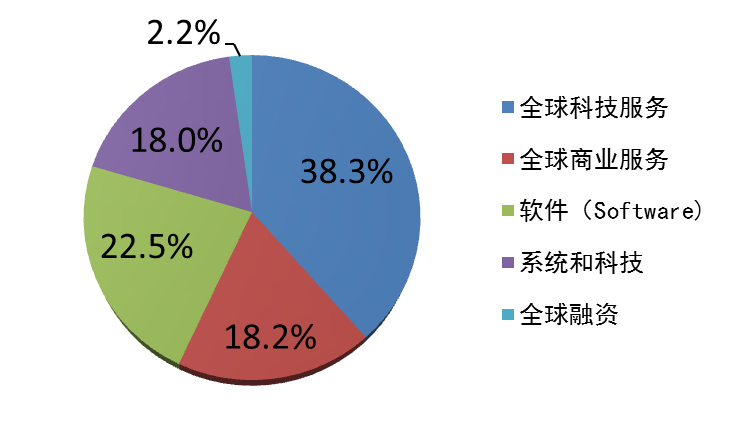 2.2%
18.0%
38.3%
22.5%
18.2%
全球科技服务
全球商业服务
软件（Software)
系统和科技
全球融资